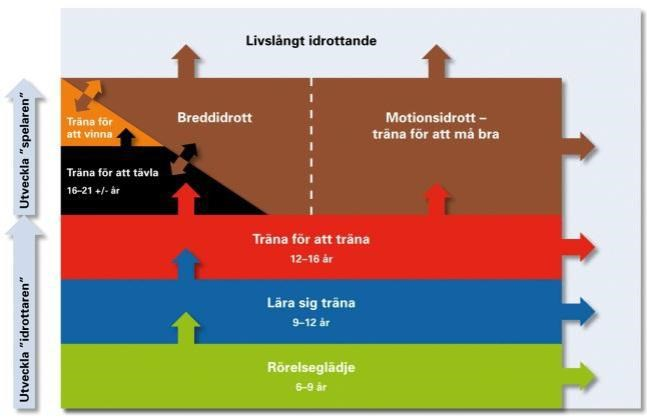 Livslångt idrottande
Breddidrott
Motionsidrott –
träna för att må bra
Träna för
att vinna
Träna för att tävla
16–21 +/- år
Träna för att träna
12–16 år
Lära sig träna
9–12 år
Rörelseglädje
6–9 år
Utveckla "spelaren"
Utveckla "idrottaren"